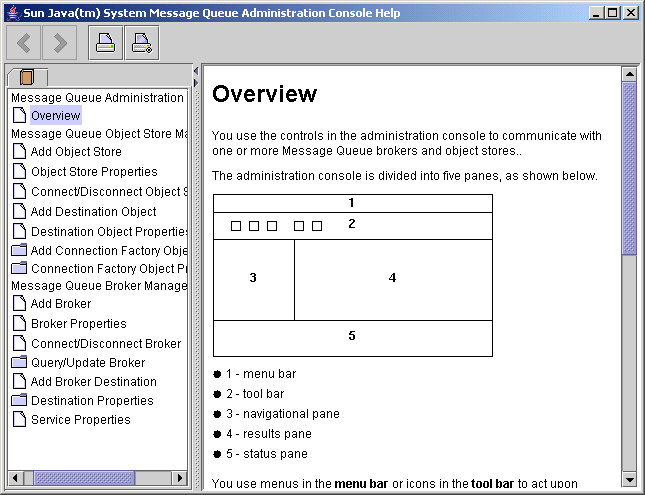 Sun Java(tm) System Message Queue Administration Console Help
Message Queue Administration
Overview
Message Queue Object Store Ma
Add Object Store
Object Store Properties
Connect/Disconnect Object S
Add Destination Object
Destination Object Propertie
Add Connection Factory Obje
Connection Factory Object Pr
Message Queue Broker Manage
Add Broker
Broker Properties
Connect/Disconnect Broker
Query/Update Broker
Add Broker Destination
Destination Properties
Service Properties
Overview
You use the controls in the administration console to communicate with
one or more Message Queue brokers and object stores..
The administration console is divided into five panes, as shown below.
1
2
3
4
5
1 - menu bar
2 - tool bar
3 - navigational pane
4 - results pane
5 - status pane
You use menus in the menu bar or icons in the tool bar to act upon